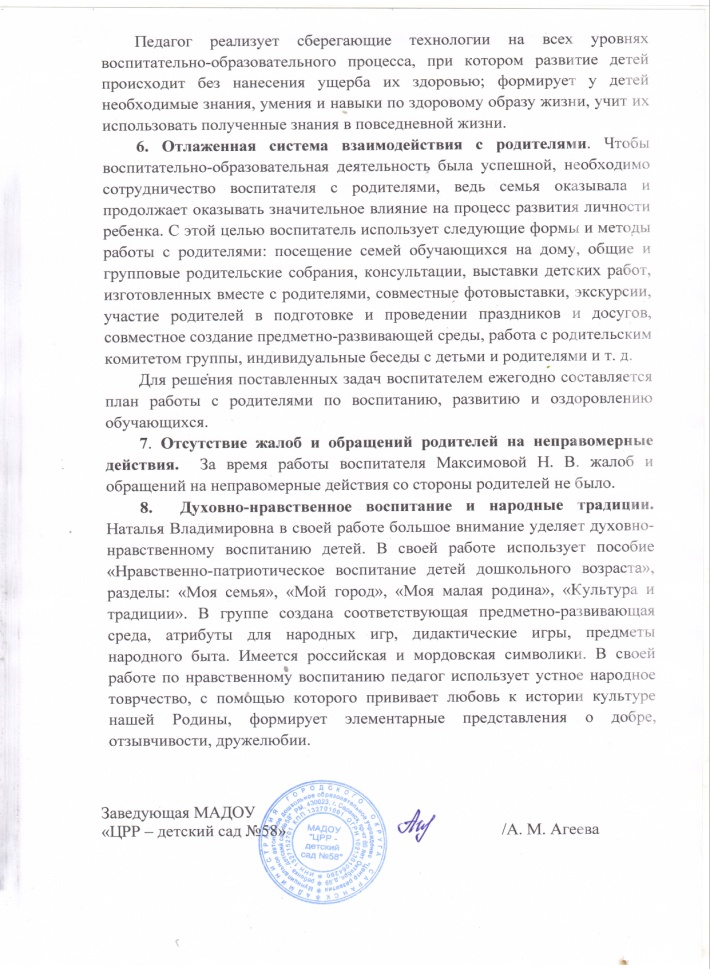 Педагог реализует сберегающие технологии на всех уровнях
воспитательно-образовательного процесса, при котором развитие детей
происходит без нанесения ущерба их здоровью; формирует у детей
необходимые знания, умения и навыки по здоровому образу жизни, учит их
использовать полученные знания в повседневной жизни.
6. Отлаженная система взаимодействия с родителями. Чтобы
воспитательно-образовательная деятельность была успешной, необходимо
сотрудничество воспитателя с родителями, ведь семья оказывала и
продолжает оказывать значительное влияние на процесс развития личности
ребенка. С этой целью воспитатель использует следующие формы и методы
работы с родителями: посещение семей обучающихся на дому, общие и
групповые родительские собрания, консультации, выставки детских работ,
изготовленных вместе с родителями, совместные фотовыставки, экскурсии,
участие родителей в подготовке и проведении праздников и досугов,
совместное создание предметно-развивающей среды, работа с родительским
комитетом группы, индивидуальные беседы с детьми и родителями и т. д.
Для решения поставленных задач воспитателем ежегодно составляется
план работы с родителями по воспитанию, развитию и оздоровлению
обучающихся.
7. Отсутствие жалоб и обращений родителей на неправомерные
действия. За время работы воспитателя Максимовой Н. В. жалоб и
обращений на неправомерные действия со стороны родителей не было.
8. Духовно-нравственное воспитание и народные традиции.
Наталья Владимировна в своей работе большое внимание уделяет духовно-
нравственному воспитанию детей. В своей работе использует пособие
«Нравственно-патриотическое воспитание детей дошкольного возраста»,
разделы: «Моя семья», «Мой город», «Моя малая родина», «Культура и
традиции». В группе создана соответствующая предметно-развивающая
среда, атрибуты для народных игр, дидактические игры, предметы
народного быта. Имеется российская и мордовская символики. В своей
работе по нравственному воспитанию педагог использует устное народное
товрчество, с помощью которого прививает любовь к истории культуре
нашей Родины, формирует элементарные представления о добре,
отзывчивости, дружелюбии.
Заведующая МАДОУ
«ЦРР – детский сад №58»
/А. М. Агеева
МАДОУ
"ЦРР -
детский
сад №58"